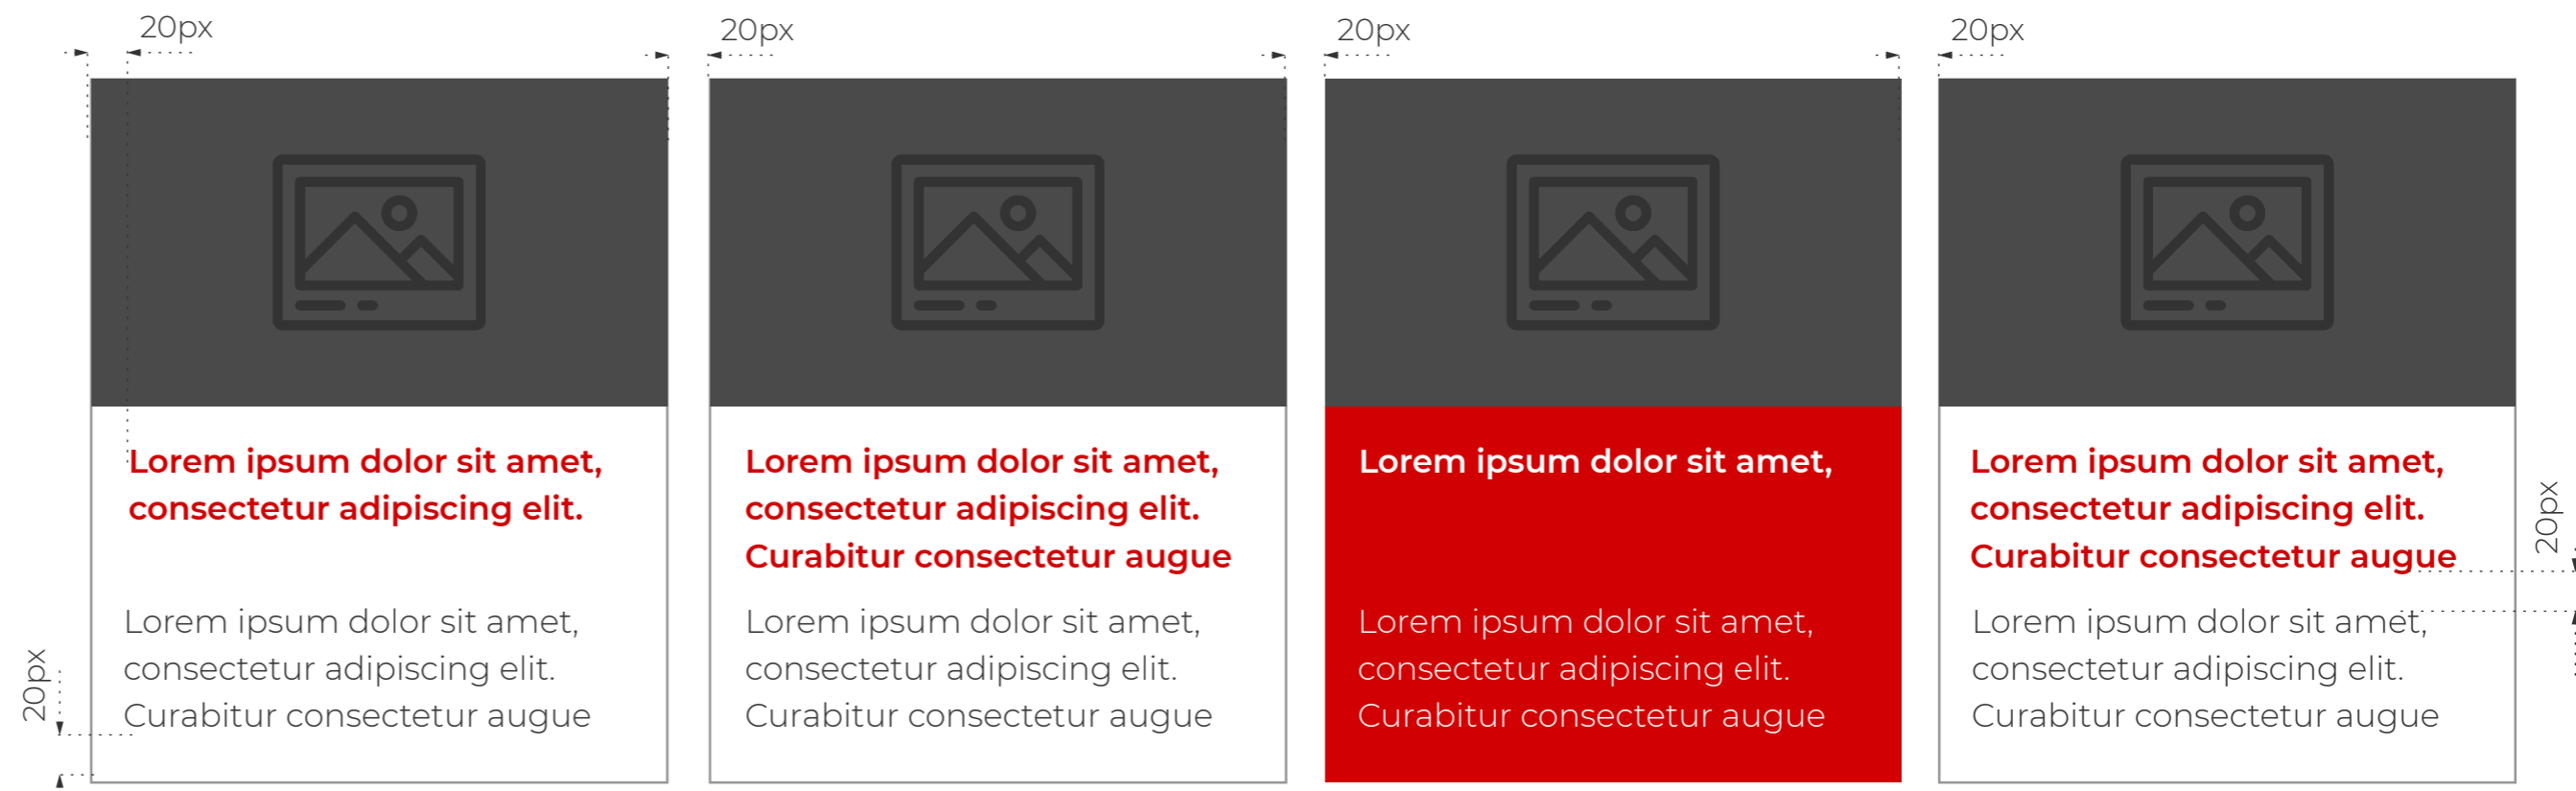 20px
20px
20px
20px
Lorem ipsum dolor sit amet,
consectetur adipiscing elit.
Lorem ipsum dolor sit amet,
consectetur adipiscing elit.
Curabitur consectetur augue
Lorem ipsum dolor sit amet,
Lorem ipsum dolor sit amet,
consectetur adipiscing elit.
Curabitur consectetur augue
20px
Lorem ipsum dolor sit amet,
consectetur adipiscing elit.
Curabitur consectetur augue
Lorem ipsum dolor sit amet,
consectetur adipiscing elit.
Curabitur consectetur augue
Lorem ipsum dolor sit amet,
consectetur adipiscing elit.
Curabitur consectetur augue
Lorem ipsum dolor sit amet,
consectetur adipiscing elit.
Curabitur consectetur augue
20px